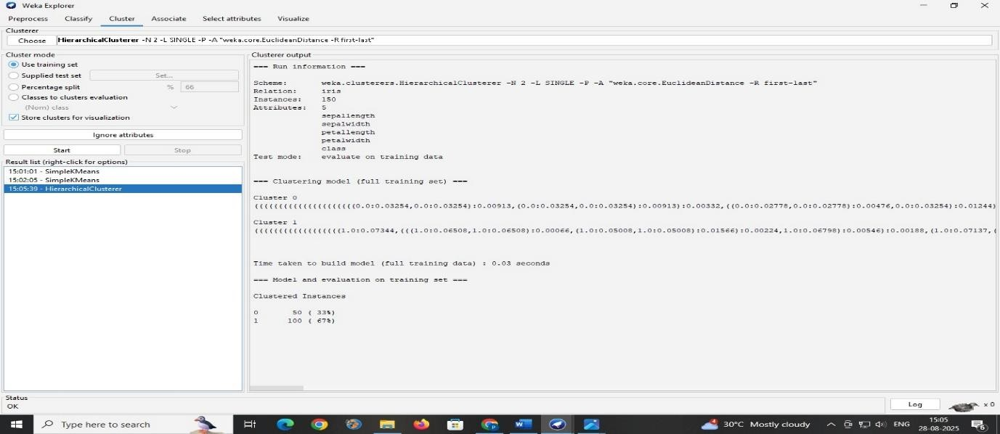 Weka Explorer
Preprocess Classify Cluster Associate Select attributes Visualize
Clusterer
Choose HierarchicalClusterer -N 2 -L SINGLE -P -A "weka.core.EuclideanDistance -R first-last"
Cluster mode
Use training set
Supplied test set Set...
Percentage split % 66
Classes to clusters evaluation
(Nom) class
Store clusters for visualization
Ignore attributes
Start Stop
Result list (right-click for options)
15:01:01 - SimpleKMeans
15:02:05 - SimpleKMeans
15:05:39 - HierarchicalClusterer
Clusterer output
=== Run information ===
Scheme: weka.clusterers.HierarchicalClusterer -N 2 -L SINGLE -P -A "weka.core.EuclideanDistance -R first-last"
Relation: iris
Instances: 150
Attributes: 5
sepallength
sepalwidth
petallength
petalwidth
class
Test mode: evaluate on training data
=== Clustering model (full training set) ===
Cluster 0
((((((((((((((((((((((0.0:0.03254,0.0:0.03254):0.00913,(0.0:0.03254,0.0:0.03254):0.00913):0.00332,((0.0:0.02778,0.0:0.02778):0.00476,0.0:0.03254):0.01244)
Cluster 1
(((((((((((((((((((1.0:0.07344,(((1.0:0.06508,1.0:0.06508):0.00066,(1.0:0.05008,1.0:0.05008):0.01566):0.00224,1.0:0.06798):0.00546):0.00188,(1.0:0.07137,(
Time taken to build model (full training data) : 0.03 seconds
=== Model and evaluation on training set ===
Clustered Instances
0 50 ( 33%)
1 100 ( 67%)
Status
OK
Log x 0
Type here to search
30°C Mostly cloudy ENG 15:05
28-08-2025
6